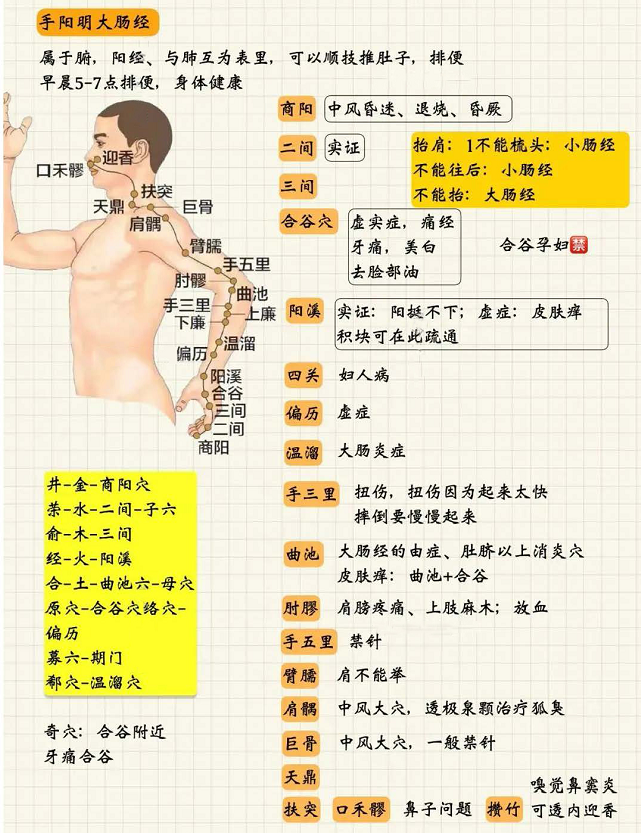 手阳明大肠经
属于腑，阳经、与肺互为表里，可以顺技推肚子，排便
早晨5-7点排便，身体健康
迎香
口禾髎
扶突
天鼎
巨骨
肩髃
臂臑
手五里
肘髎
曲池
手三里
上廉
下廉
温溜
偏历
阳溪
合谷
三间
二间
商阳
井-金-商阳穴
荥-水-二间-子六
俞-木-三间
经-火-阳溪
合-土-曲池六-母穴
原穴-合谷穴络穴-
偏历
募六-期门
郗穴-温溜穴
奇穴：合谷附近
牙痛合谷
商阳 中风昏迷、退烧、昏厥
二间 实证
三间
抬肩：1不能梳头：小肠经
不能往后：小肠经
不能抬：大肠经
合谷穴 虚实症，痛经
牙痛，美白
去脸部油
合谷孕妇禁
阳溪 实证：阳挺不下；虚症：皮肤痒
积块可在此疏通
四关 妇人病
偏历 虚症
温溜 大肠炎症
手三里 扭伤，扭伤因为起来太快
摔倒要慢慢起来
曲池 大肠经的由症、肚脐以上消炎穴
皮肤痒：曲池+合谷
肘膠 肩膀疼痛、上肢麻木；放血
手五里 禁针
臂臑 肩不能举
肩髃 中风大穴，透极泉颗治疗狐臭
巨骨 中风大穴，一般禁针
天鼎
扶突 口禾髎 鼻子问题 攒竹 嗅觉鼻窦炎
可透内迎香